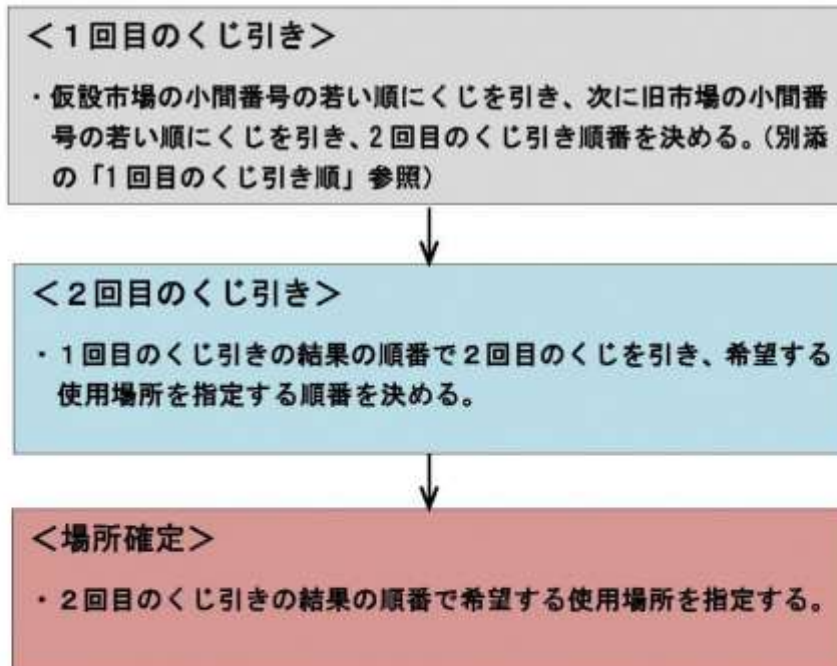 ＜１回目のくじ引き＞
・仮設市場の小間番号の若い順にくじを引き、次に旧市場の小間番
号の若い順にくじを引き、2回目のくじ引き順番を決める。（別添
の「1回目のくじ引き順」参照）
＜２回目のくじ引き＞
・１回目のくじ引きの結果の順番で２回目のくじを引き、希望する
使用場所を指定する順番を決める。
＜場所確定＞
・２回目のくじ引きの結果の順番で希望する使用場所を指定する。